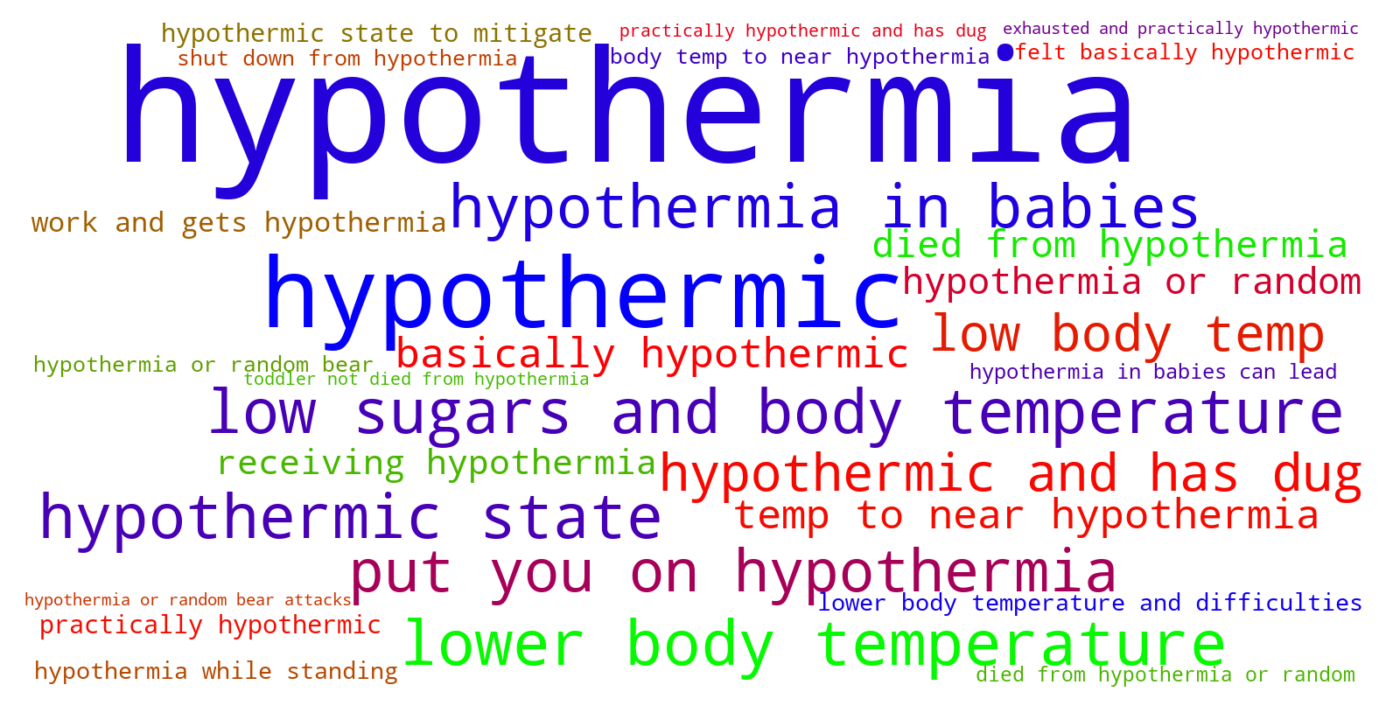 hypothermic state to mitigate
practically hypothermic and has dug
exhausted and practically hypothermic
shut down from hypothermia
body temp to near hypothermia
felt basically hypothermic
hypothermia
hypothermia in babies
work and gets hypothermia
died from hypothermia
hypothermic
hypothermia or random
low body temp
basically hypothermic
hypothermia or random bear
hypothermia in babies can lead
toddler not died from hypothermia
low sugars and body temperature
receiving hypothermia
hypothermic and has dug
hypothermic state
temp to near hypothermia
put you on hypothermia
hypothermia or random bear attacks
lower body temperature and difficulties
practically hypothermic
lower body temperature
hypothermia while standing
died from hypothermia or random